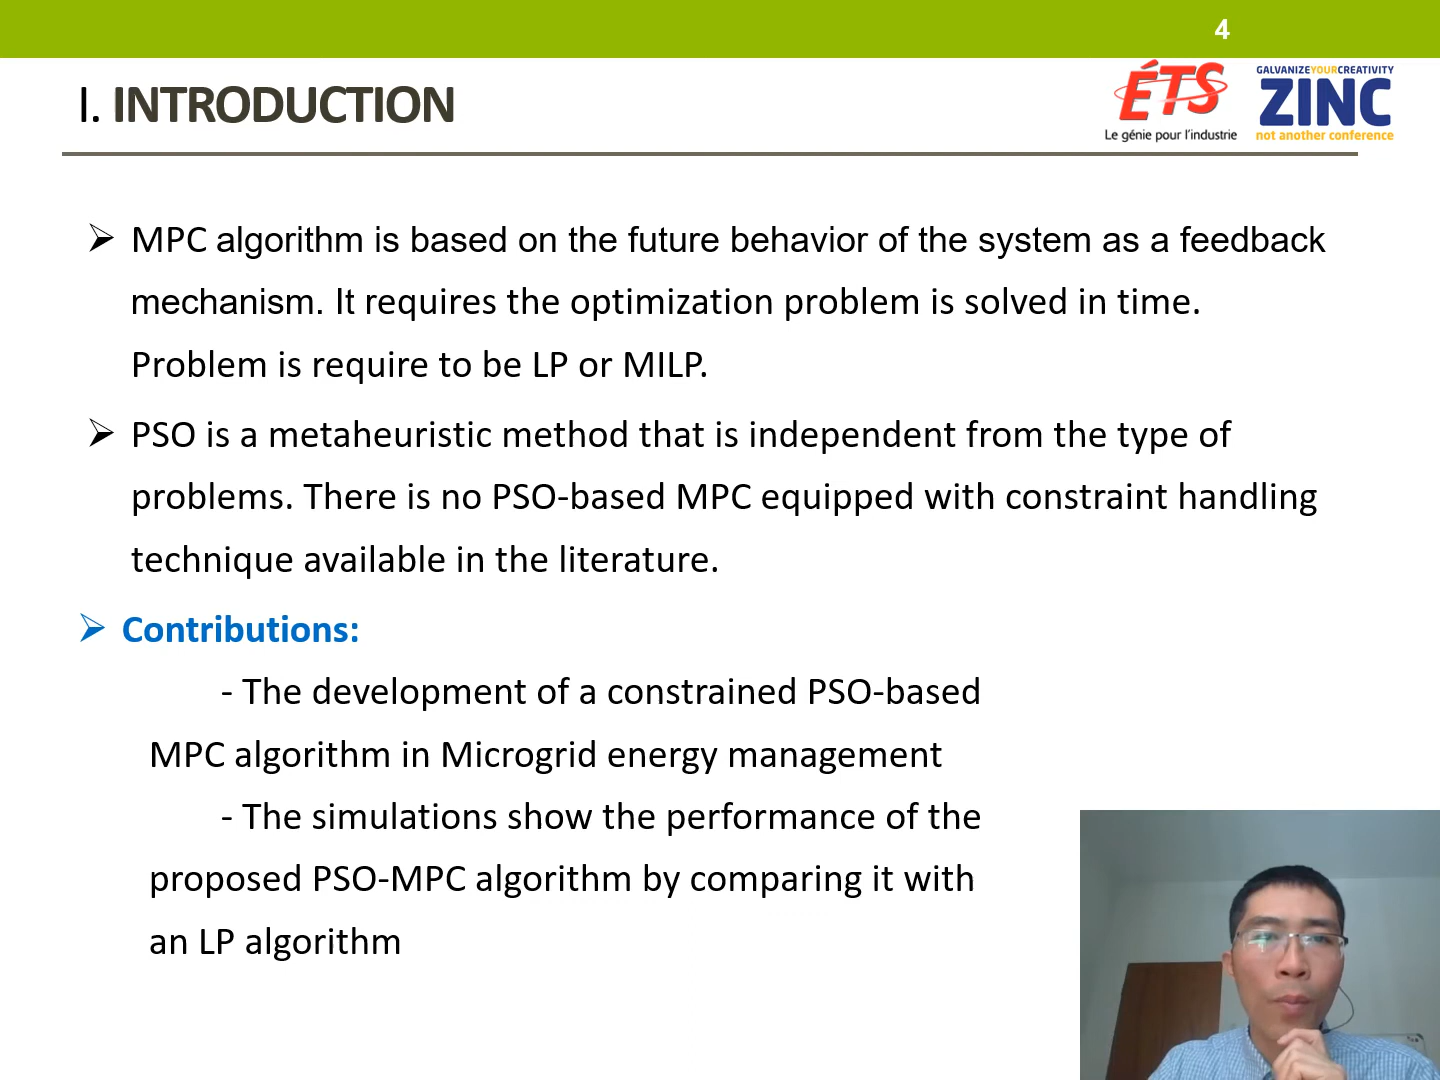 4
I. INTRODUCTION
ÉTS
Le génie pour l'industrie
GALVANIZEYOURCREATIVITY
ZINC
not another conference
➢ MPC algorithm is based on the future behavior of the system as a feedback
mechanism. It requires the optimization problem is solved in time.
Problem is require to be LP or MILP.
➢ PSO is a metaheuristic method that is independent from the type of
problems. There is no PSO-based MPC equipped with constraint handling
technique available in the literature.
➢ Contributions:
- The development of a constrained PSO-based
MPC algorithm in Microgrid energy management
- The simulations show the performance of the
proposed PSO-MPC algorithm by comparing it with
an LP algorithm